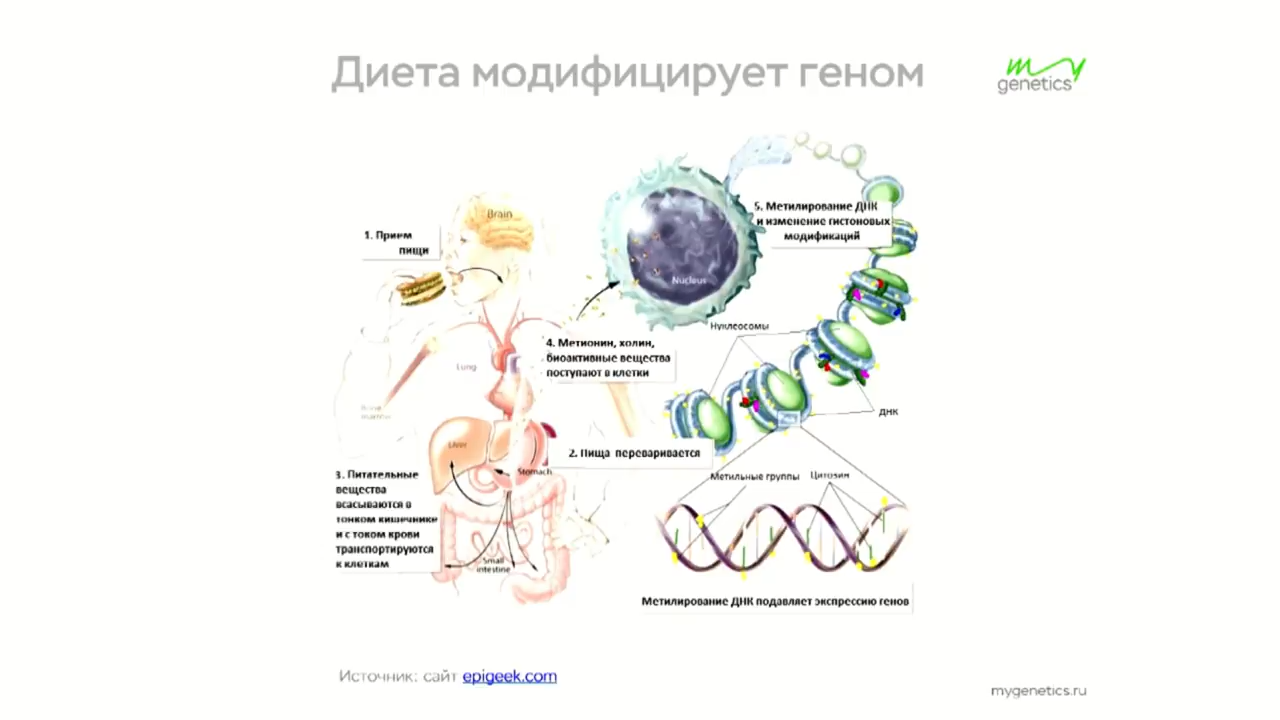 Диета модифицирует геном
my
genetics
Brain
1. Прием
пищи
5. Метилирование ДНК
и изменение гистоновых
модификаций
Nucleus
Нуклеосомы
4. Метионин, холин,
биоактивные вещества
поступают в клетки
Lung
Bone
marrow
ДНК
Liver
2. Пища переваривается
Stomach
3. Питательные
вещества
всасываются в
тонком кишечнике
и с током крови
транспортируются
к клеткам
Метильные группы
Цитозин
Small
intestine
Метилирование ДНК подавляет экспрессию генов
Источник: сайт epigeek.com
mygenetics.ru